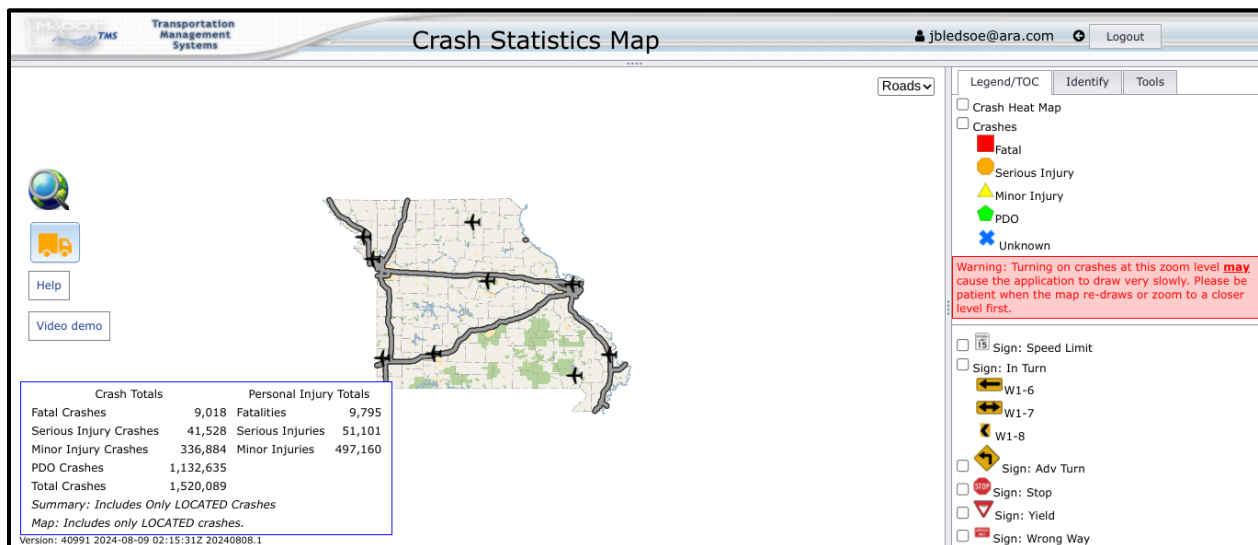 MoDOT
TMS
Transportation
Management
Systems
Crash Statistics Map
jbledsoe@ara.com
Logout
Roads
Help
Video demo
Crash Totals Personal Injury Totals
Fatal Crashes 9,018 Fatalities 9,795
Serious Injury Crashes 41,528 Serious Injuries 51,101
Minor Injury Crashes 336,884 Minor Injuries 497,160
PDO Crashes 1,132,635
Total Crashes 1,520,089
Summary: Includes Only LOCATED Crashes
Map: Includes only LOCATED crashes.
Version: 40991 2024-08-09 02:15:31Z 20240808.1
Legend/TOC Identify Tools
Crash Heat Map
Crashes
Fatal
Serious Injury
Minor Injury
PDO
Unknown
Warning: Turning on crashes at this zoom level may
cause the application to draw very slowly. Please be
patient when the map re-draws or zoom to a closer
level first.
15
Sign: Speed Limit
Sign: In Turn
W1-6
W1-7
W1-8
Sign: Adv Turn
STOP
Sign: Stop
Sign: Yield
Sign: Wrong Way